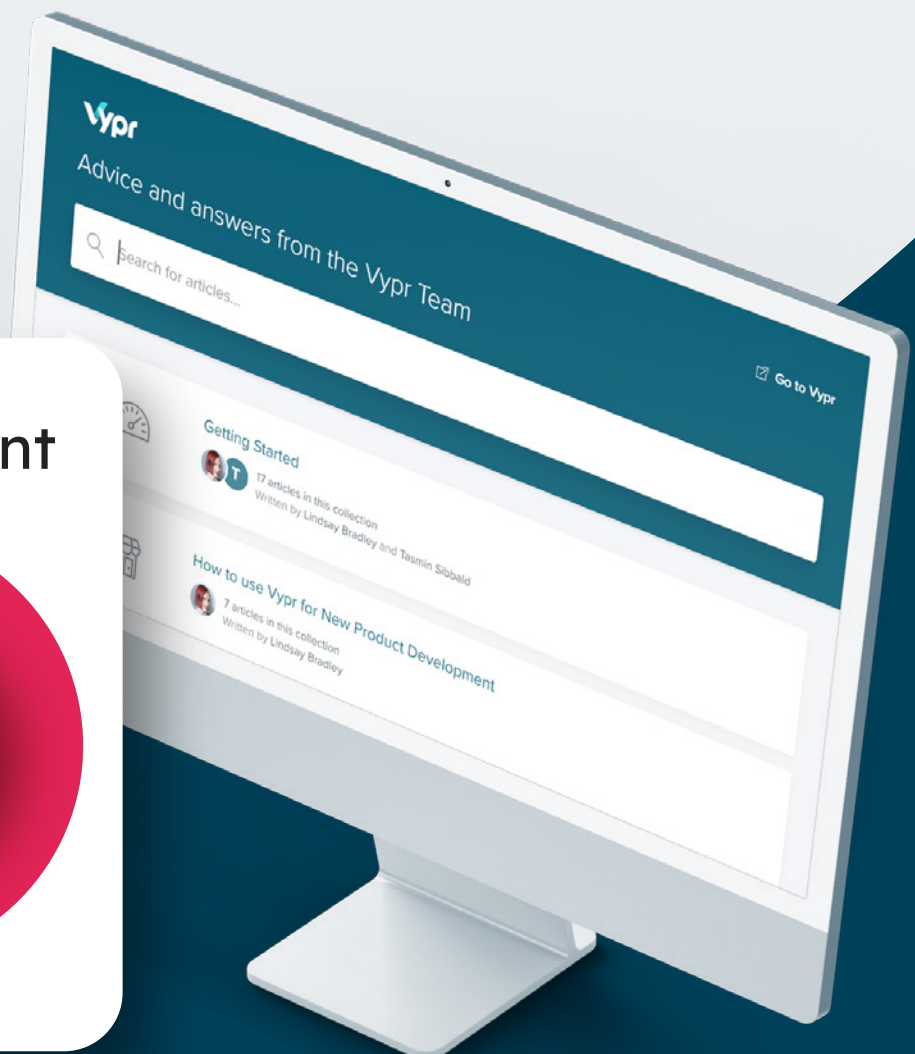 Vypr
Advice and answers from the Vypr Team
Search for articles...
Go to Vypr
nt
Getting Started
T
17 articles in this collection
Written by Lindsay Bradley and Tasmin Sibbald
How to use Vypr for New Product Development
7 articles in this collection
Written by Lindsay Bradley